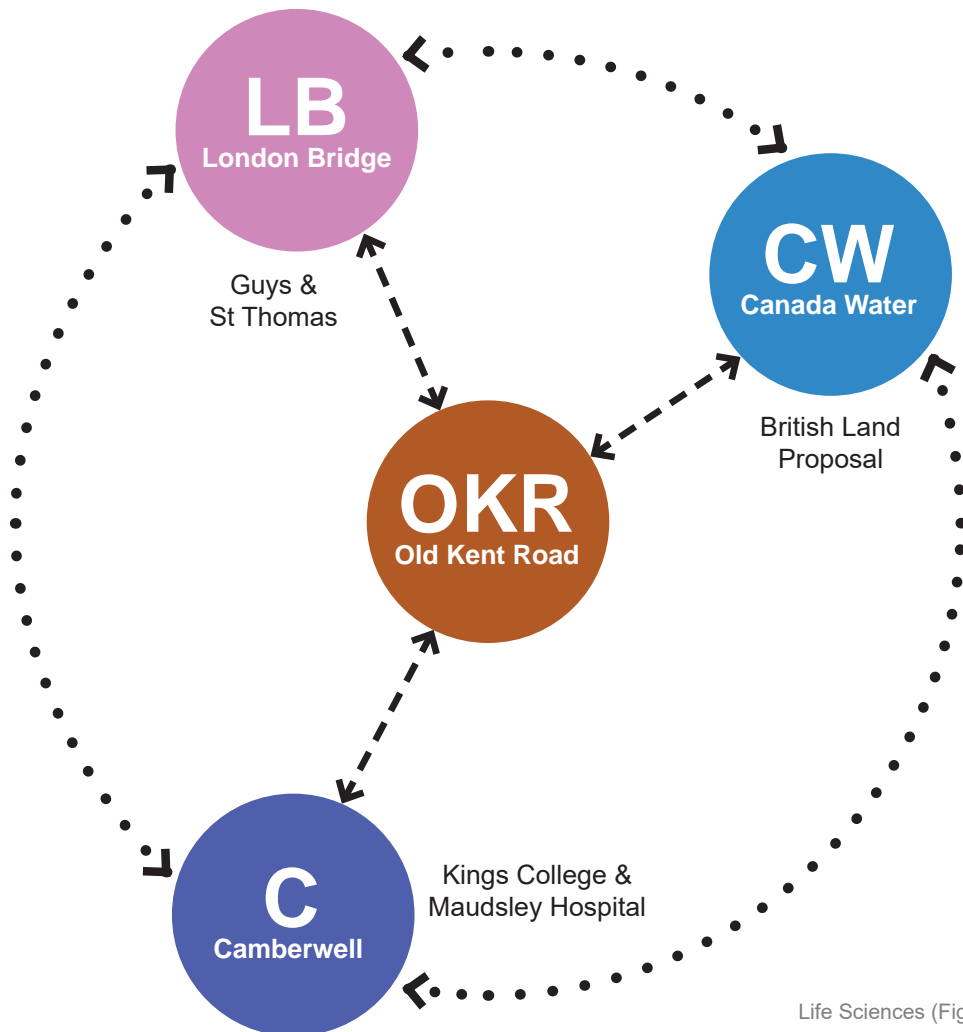 LB
London Bridge
Guys &
St Thomas
CW
Canada Water
British Land
Proposal
OKR
Old Kent Road
C
Camberwell
Kings College &
Maudsley Hospital
Life Sciences (Fig